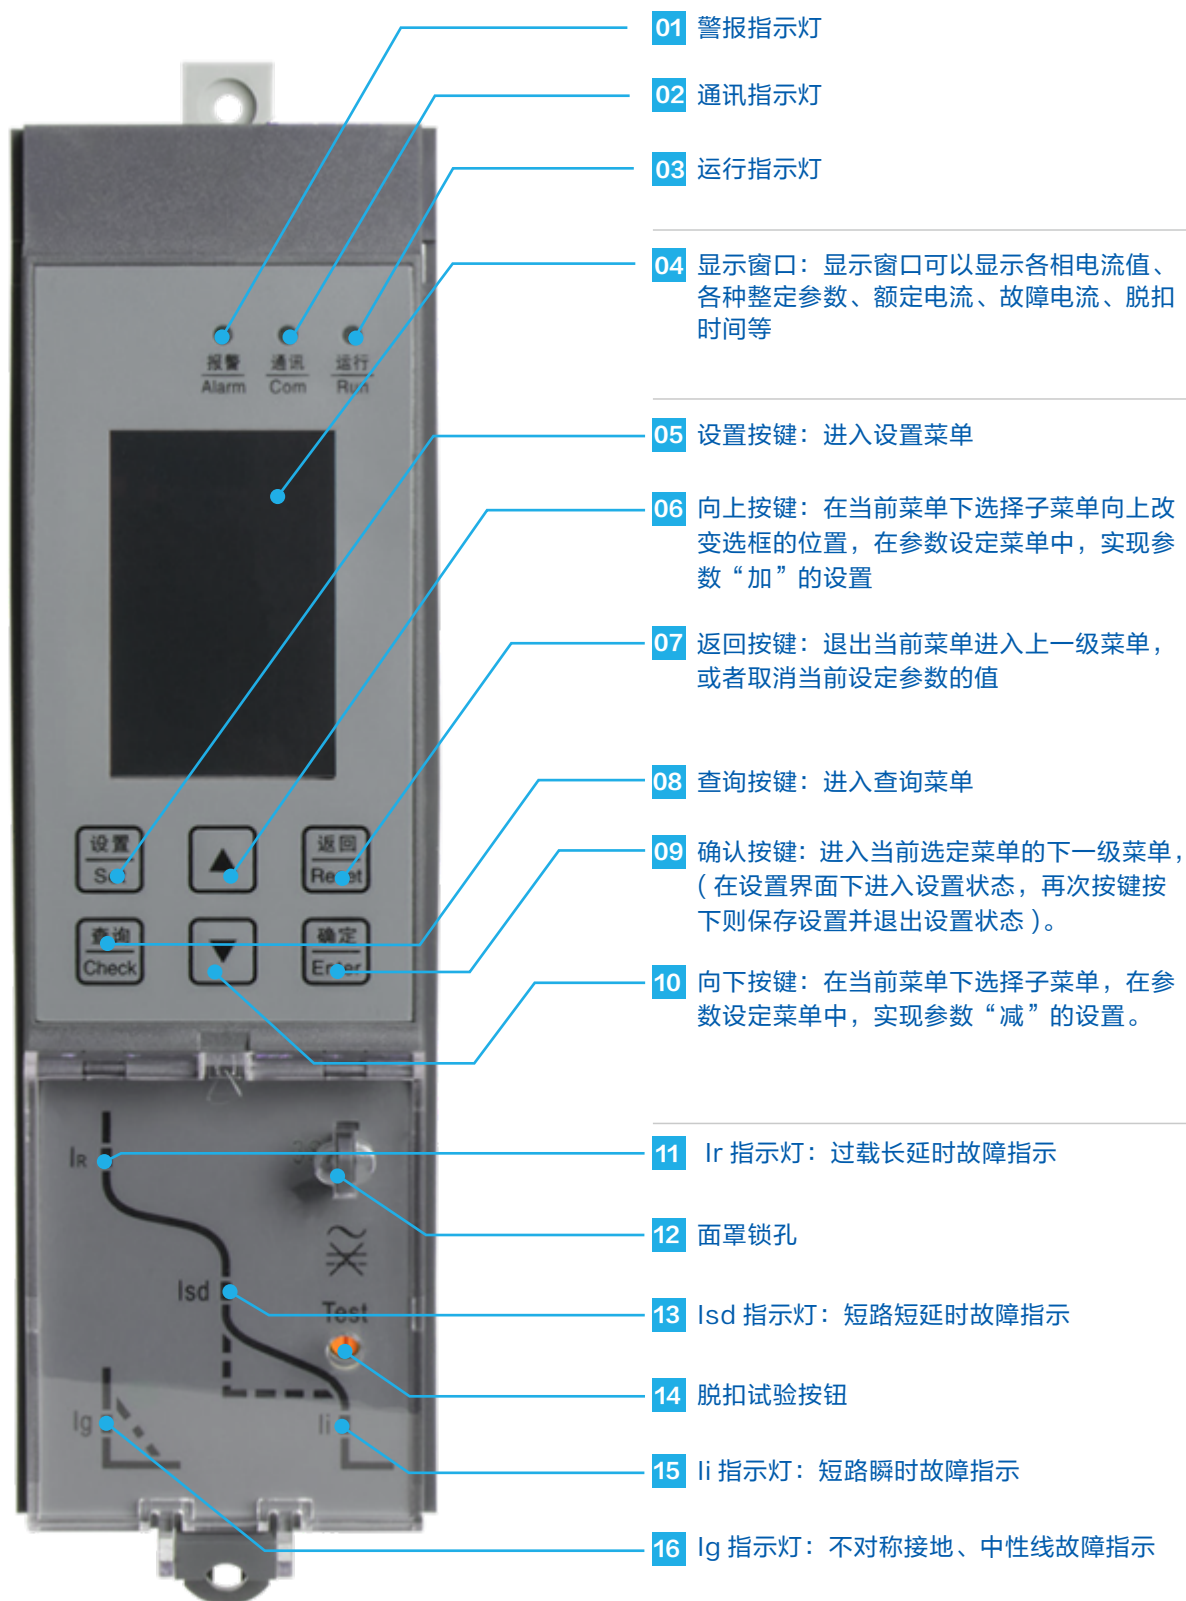 01 警报指示灯
02 通讯指示灯
03 运行指示灯
04 显示窗口：显示窗口可以显示各相电流值、
各种整定参数、额定电流、故障电流、脱扣
时间等
报警 通讯 运行
Alarm Com Run
05 设置按键：进入设置菜单
06 向上按键：在当前菜单下选择子菜单向上改
变选框的位置，在参数设定菜单中，实现参
数“加”的设置
07 返回按键：退出当前菜单进入上一级菜单，
或者取消当前设定参数的值
08 查询按键：进入查询菜单
设置 返回
Set Reset
09 确认按键：进入当前选定菜单的下一级菜单，
(在设置界面下进入设置状态，再次按键按
下则保存设置并退出设置状态)。
查询 确定
Check Enter
10 向下按键：在当前菜单下选择子菜单，在参
数设定菜单中，实现参数“减”的设置。
IR
11 Ir 指示灯：过载长延时故障指示
12 面罩锁孔
Isd
13 Isd 指示灯：短路短延时故障指示
Test
14 脱扣试验按钮
Ig Ii
15 Ii 指示灯：短路瞬时故障指示
16 Ig 指示灯：不对称接地、中性线故障指示